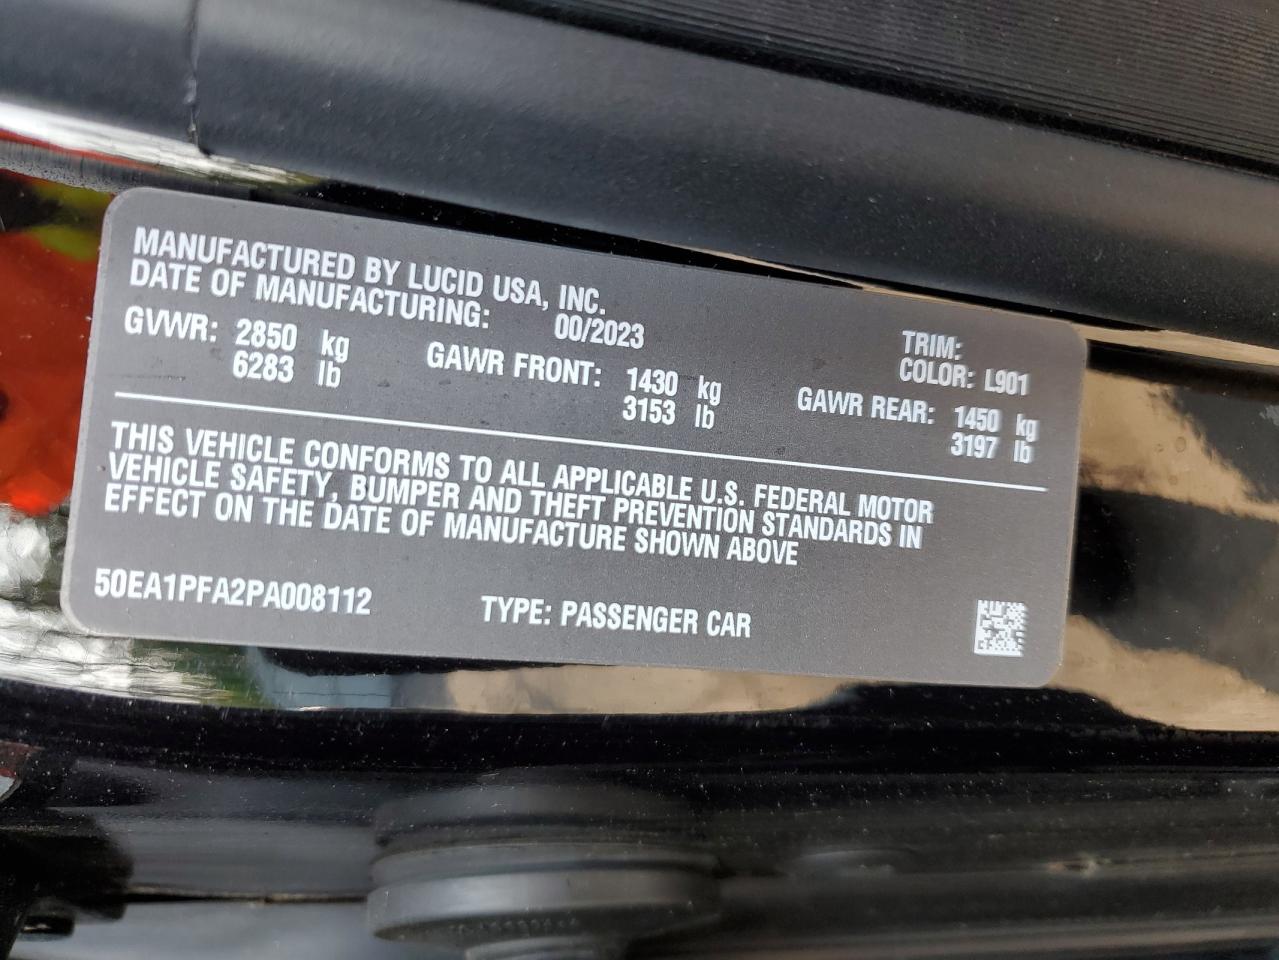 MANUFACTURED BY LUCID USA, INC.
DATE OF MANUFACTURING: 00/2023
TRIM:
COLOR: L901
GVWR: 2850 kg
6283 lb
GAWR FRONT: 1430 kg
3153 lb
GAWR REAR: 1450 kg
3197 lb
THIS VEHICLE CONFORMS TO ALL APPLICABLE U.S. FEDERAL MOTOR
VEHICLE SAFETY, BUMPER AND THEFT PREVENTION STANDARDS IN
EFFECT ON THE DATE OF MANUFACTURE SHOWN ABOVE
50EA1PFA2PA008112
TYPE: PASSENGER CAR